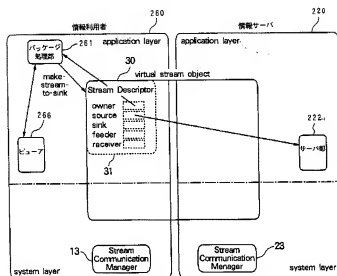 情報利用者
260
情報サーバ
220
application layer
application layer
パッケージ
処理部
261
make-
stream-
to-sink
30
virtual stream object
Stream Descriptor
owner
source
sink
feeder
receiver
31
266
ビューア
222
サーバ部
13
Stream
Communication
Manager
23
Stream
Communication
Menager
system layer
system layer